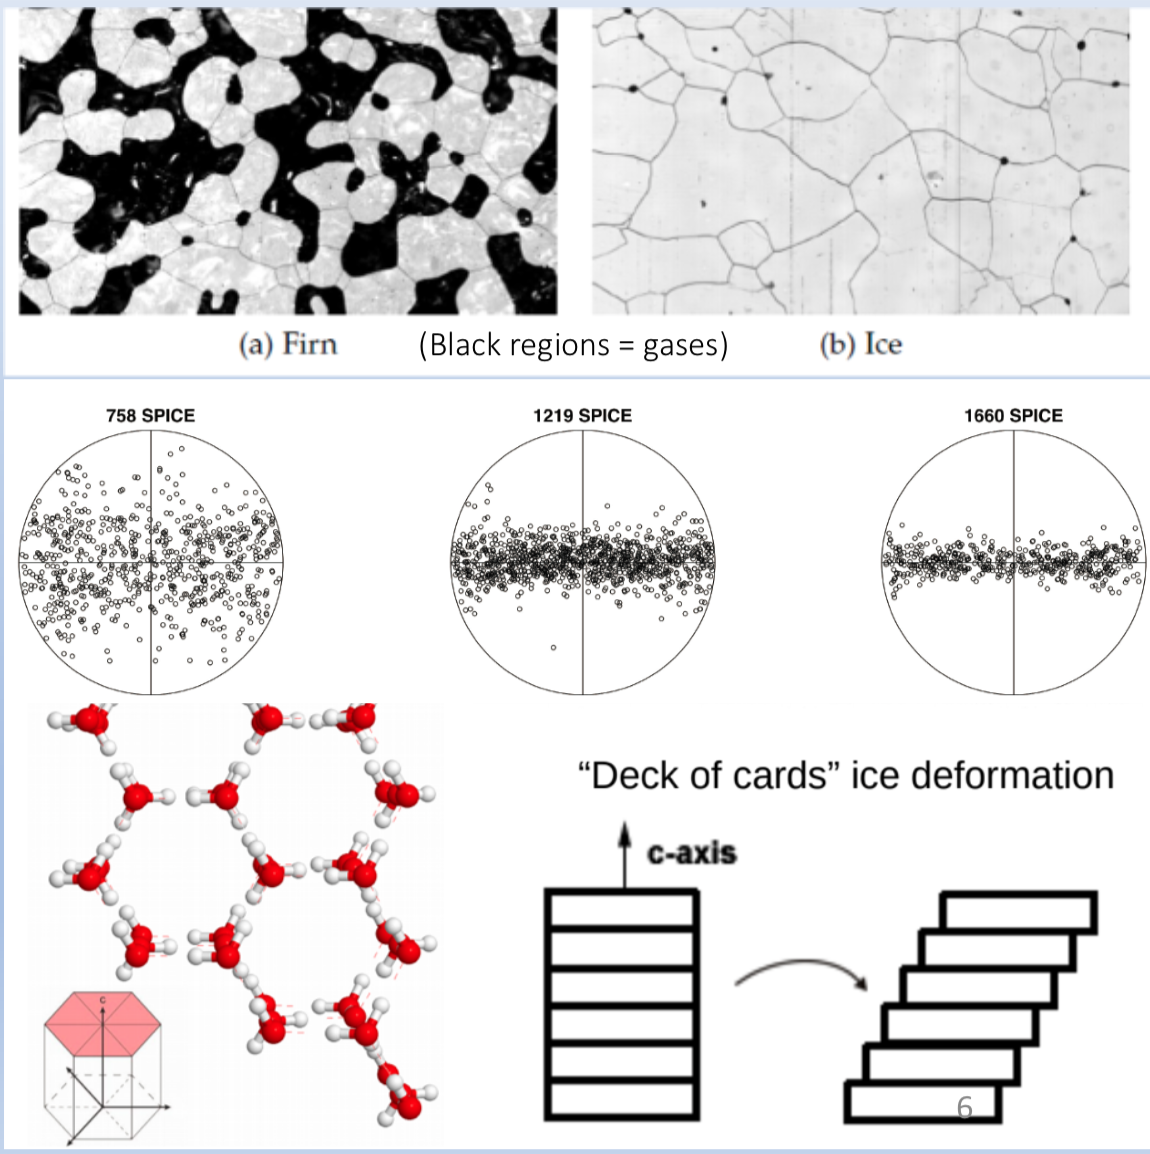 (a) Firn
(Black regions = gases)
(b) Ice
758 SPICE
1219 SPICE
1660 SPICE
“Deck of cards” ice deformation
c-axis
c
6